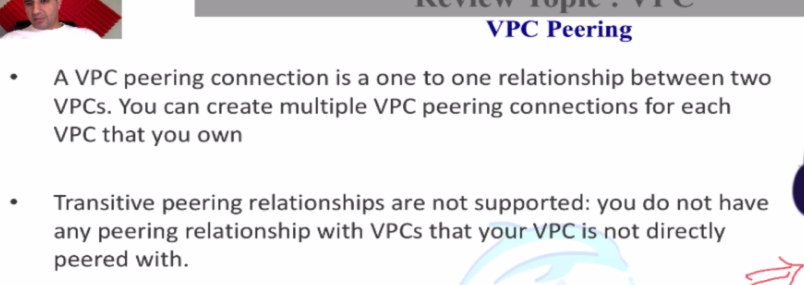 Review Topic : VPC
VPC Peering
• A VPC peering connection is a one to one relationship between two
VPCs. You can create multiple VPC peering connections for each
VPC that you own
• Transitive peering relationships are not supported: you do not have
any peering relationship with VPCs that your VPC is not directly
peered with.